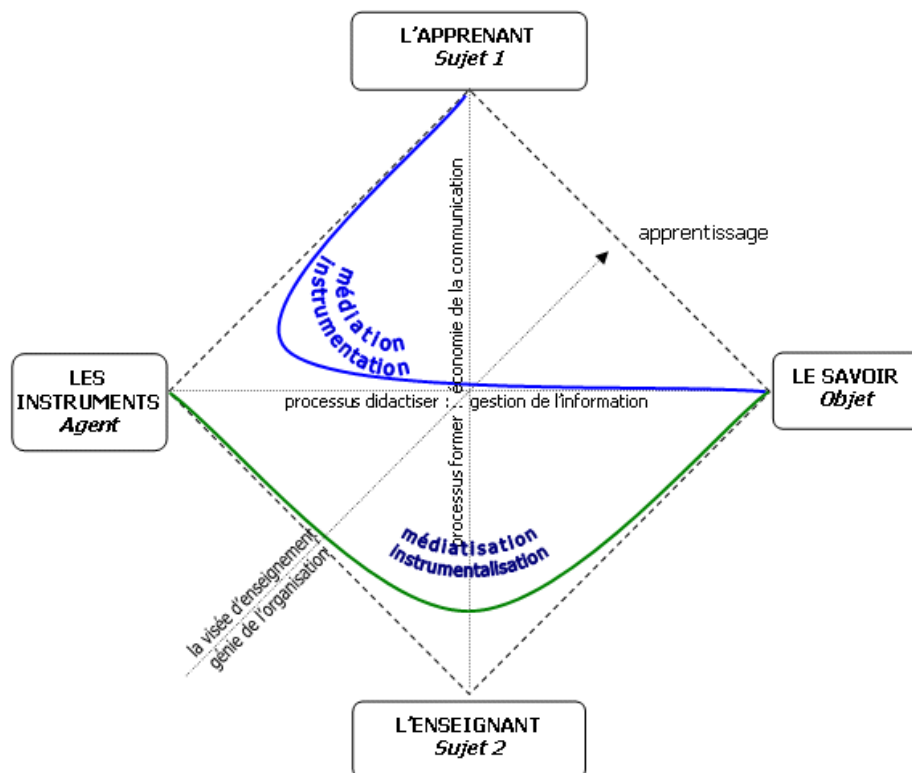 L'APPRENANT
Sujet 1
économie de la communication
apprentissage
médiation
instrumentation
LES
INSTRUMENTS
Agent
LE SAVOIR
Objet
processus didactiser : ... gestion de l'information
processus former
médiatisation
instrumentalisation
la visée d'enseignement
génie de l'organisation
L'ENSEIGNANT
Sujet 2